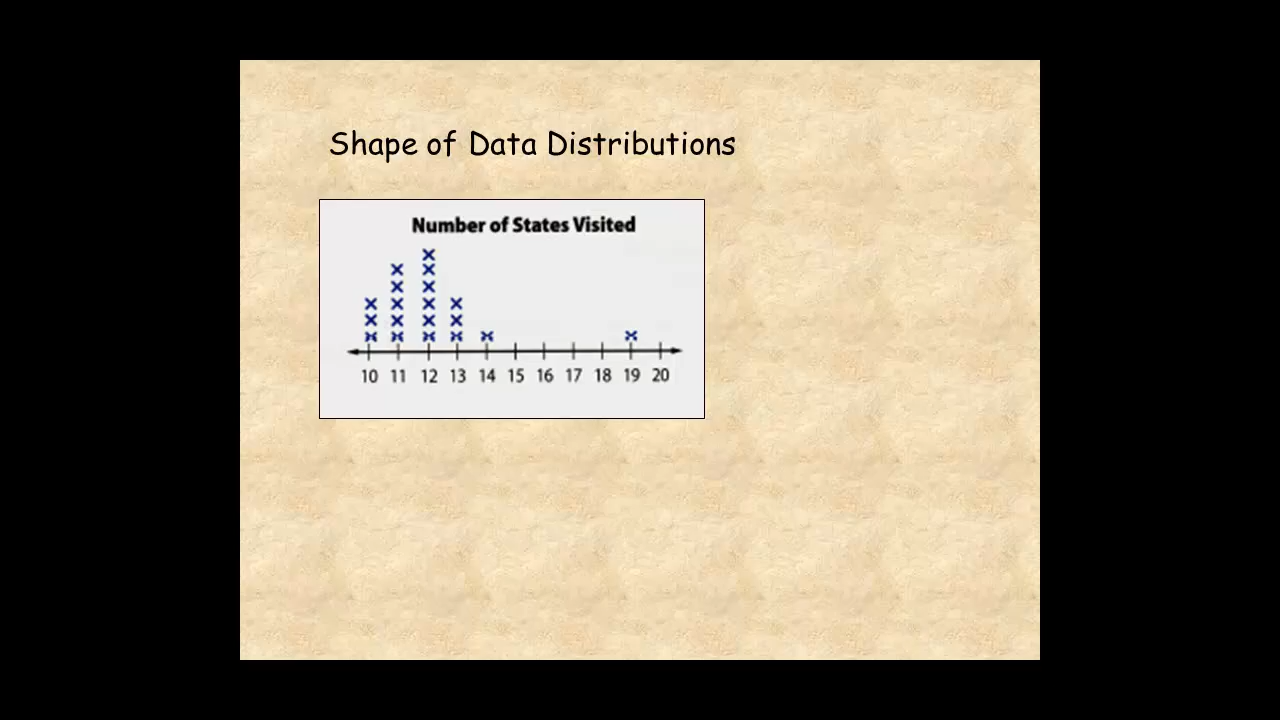 Shape of Data Distributions
Number of States Visited
10 11 12 13 14 15 16 17 18 19 20